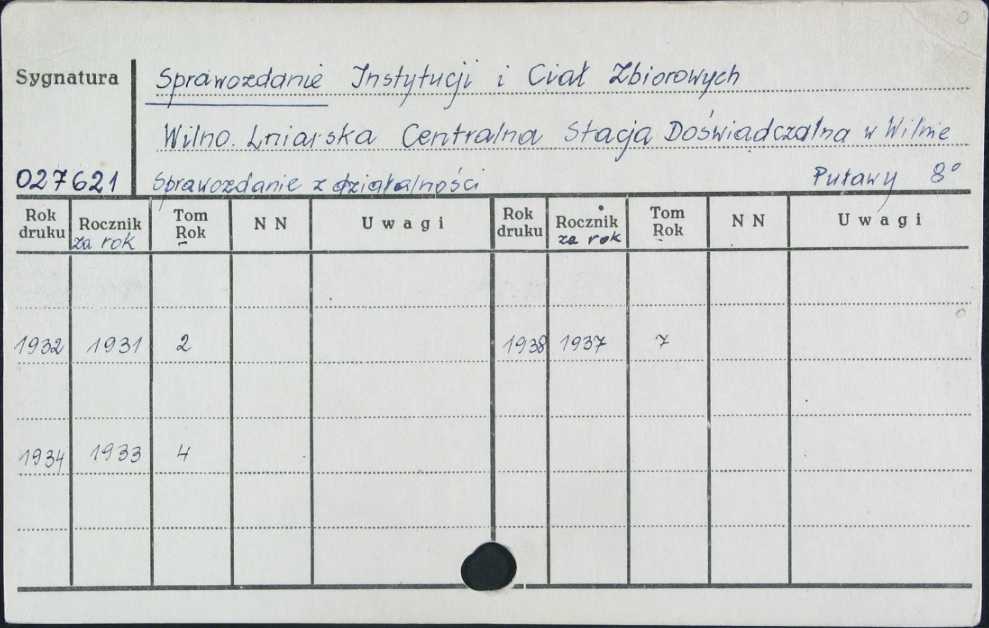 Sygnatura Sprawozdanie Instytucji i Ciał Zbiorowych
Wilno. Lniarska Centralna Stacja Doświadczalna w Wilnie
027621 Sprawozdanie z działalności Puławy 8°
Rok druku Rocznik za rok Tom Rok NN Uwagi Rok druku Rocznik za rok Tom Rok NN Uwagi
1932 1931 2 1938 1937 7
1934 1933 4